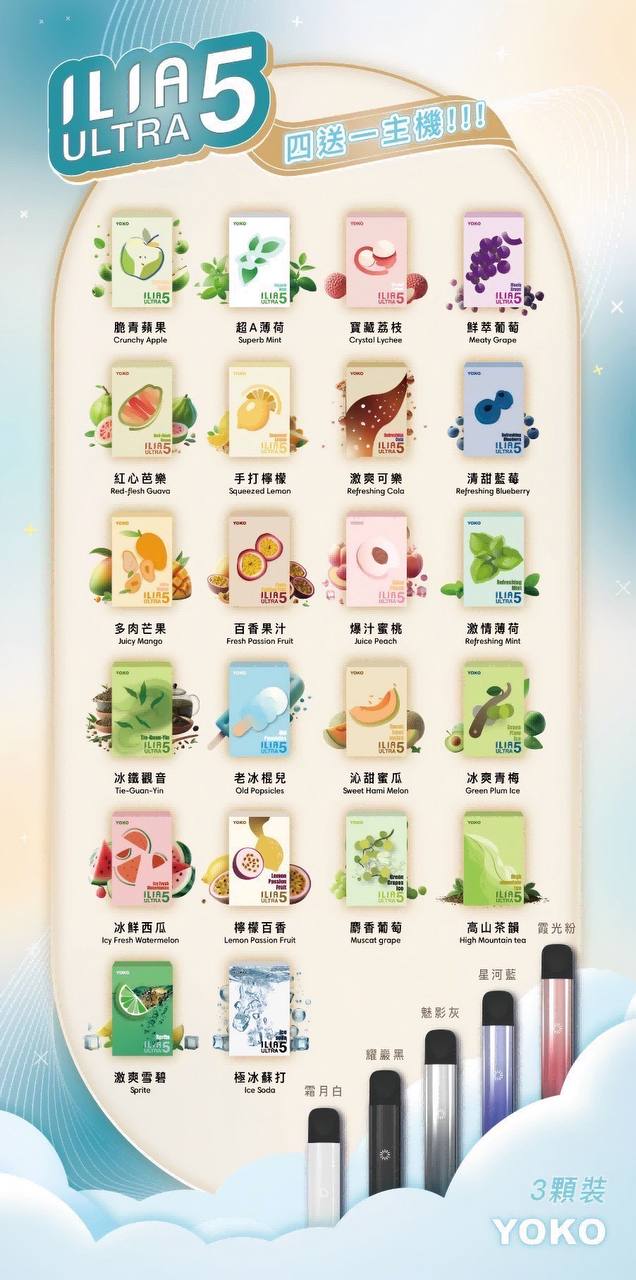 ILIA 5
ULTRA
四送一主機!!!
脆青蘋果
Crunchy Apple
超A薄荷
Superb Mint
寶藏荔枝
Crystal Lychee
鮮萃葡萄
Meaty Grape
紅心芭樂
Red-flesh Guava
手打檸檬
Squeezed Lemon
激爽可樂
Refreshing Cola
清甜藍莓
Refreshing Blueberry
多肉芒果
Juicy Mango
百香果汁
Fresh Passion Fruit
爆汁蜜桃
Juice Peach
激情薄荷
Refreshing Mint
冰鐵觀音
Tie-Guan-Yin
老冰棍兒
Old Popsicles
沁甜蜜瓜
Sweet Hami Melon
冰爽青梅
Green Plum Ice
冰鮮西瓜
Icy Fresh Watermelon
檸檬百香
Lemon Passion Fruit
麝香葡萄
Muscat grape
高山茶韻
High Mountain tea
激爽雪碧
Sprite
極冰蘇打
Ice Soda
霞光粉
星河藍
魅影灰
耀巖黑
霜月白
3顆裝
YOKO